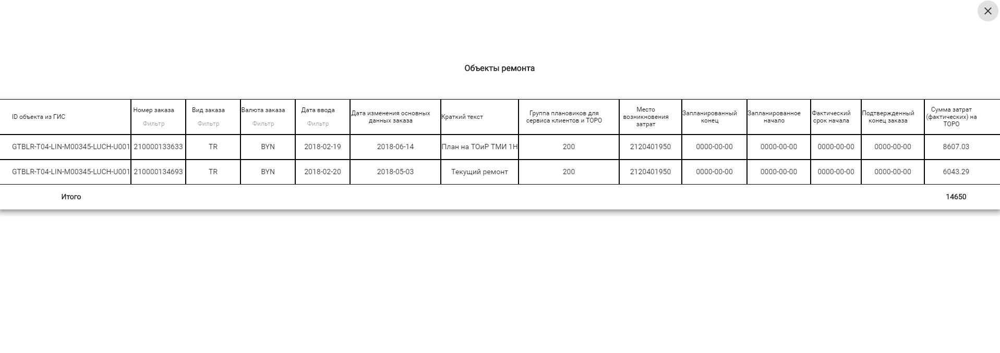 Объекты ремонта
ID объекта из ГИС Номер заказа Фильтр Вид заказа Фильтр Валюта заказа Фильтр Дата ввода Фильтр Дата изменения основных данных заказа Краткий текст Группа плановиков для сервиса клиентов и ТОРО Место возникновения затрат Запланированный конец Запланированное начало Фактический срок начала Подтвержденный конец заказа Сумма затрат (фактических) на ТОРО
GTBLR-T04-LIN-M00345-LUCH-U001 210000133633 TR BYN 2018-02-19 2018-06-14 План на ТОиР ТМИ 1Н 200 2120401950 0000-00-00 0000-00-00 0000-00-00 0000-00-00 8607.03
GTBLR-T04-LIN-M00345-LUCH-U001 210000134693 TR BYN 2018-02-20 2018-05-03 Текущий ремонт 200 2120401950 0000-00-00 0000-00-00 0000-00-00 0000-00-00 6043.29
Итого 14650